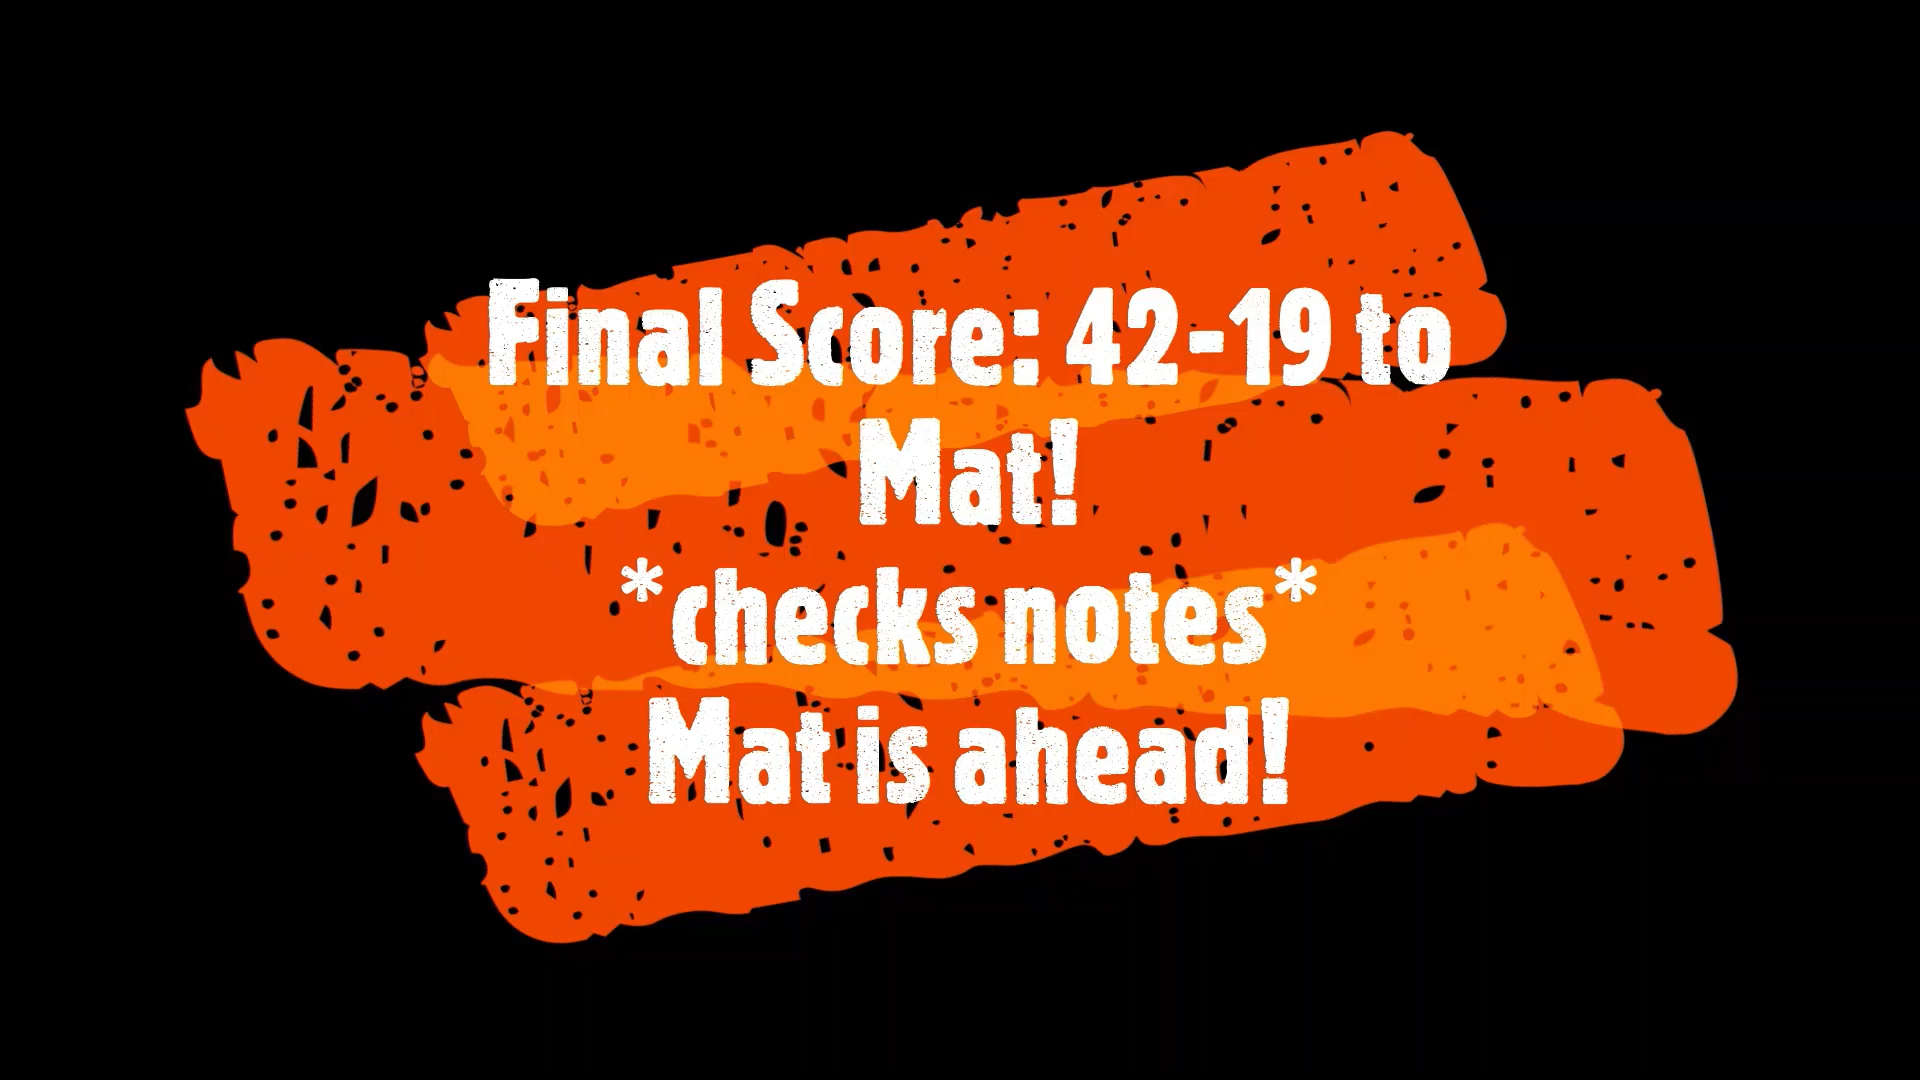 Final Score: 42-19 to
Mat!
*checks notes*
Mat is ahead!